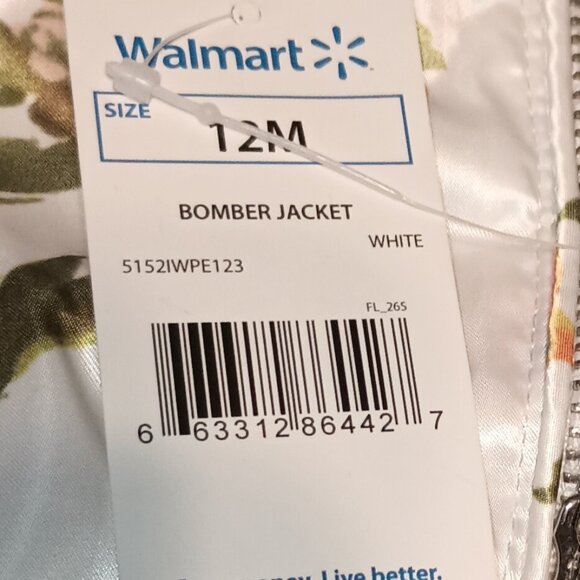 Walmart
SIZE
12M
BOMBER JACKET
WHITE
5152IWPE123
FL_265
6 63312 86442 7
Live better.